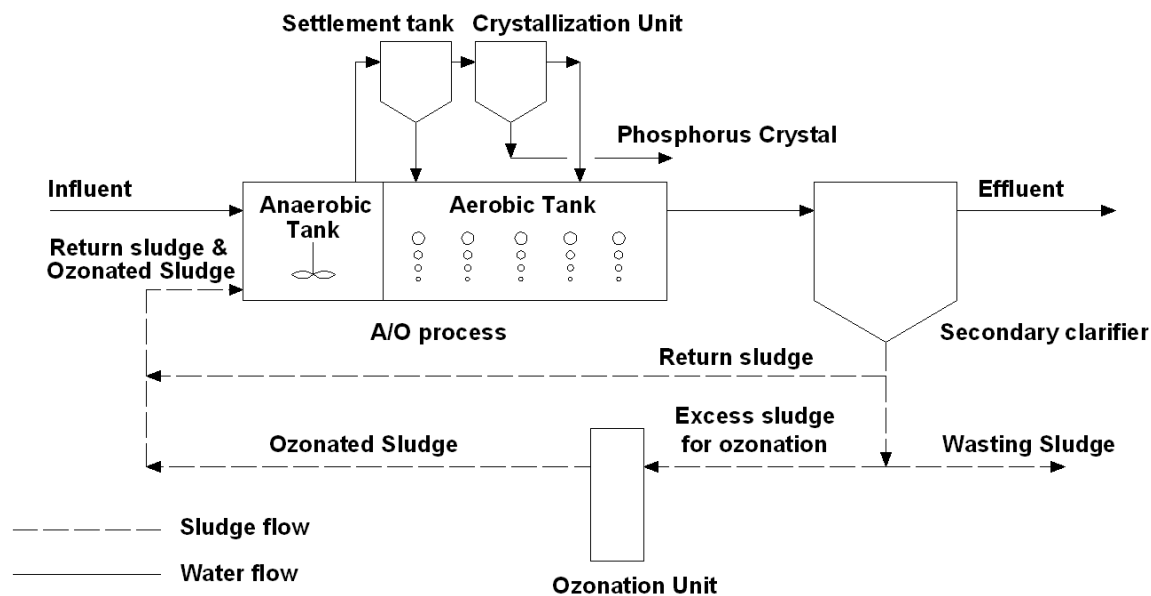 Settlement tank
Crystallization Unit
Phosphorus Crystal
Influent
Anaerobic
Tank
Aerobic Tank
Effluent
Return sludge &
Ozonated Sludge
A/O process
Secondary clarifier
Return sludge
Excess sludge
for ozonation
Ozonated Sludge
Wasting Sludge
Sludge flow
Water flow
Ozonation Unit